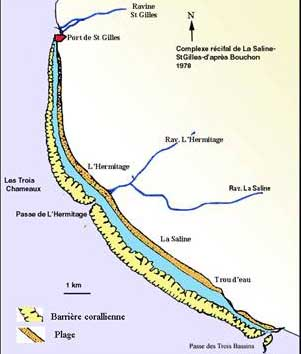 Ravine
St Gilles
Port de St Gilles
Complexe récifal de La Saline-
StGilles-d'après Bouchon
1978
Rav. L'Hermitage
L'Hermitage
Les Trois
Chameaux
Rav. La Saline
Passe de L'Hermitage
La Saline
Trou d'eau
1 km
Barrière corallienne
Plage
Passe des Trois Bassins